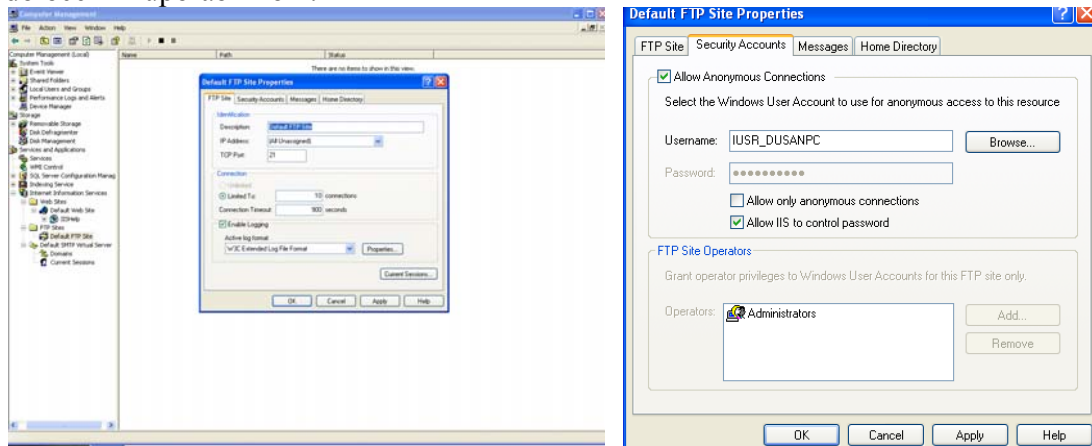 Computer Management
File Action View Window Help
Computer Management (Local)
System Tools
Event Viewer
Shared Folders
Local Users and Groups
Performance Logs and Alerts
Device Manager
Storage
Removable Storage
Disk Defragmenter
Disk Management
Services and Applications
Services
WMI Control
SQL Server Configuration Manag
Indexing Service
Internet Information Services
Web Sites
Default Web Site
IISHelp
FTP Sites
Default FTP Site
Default SMTP Virtual Server
Domains
Current Sessions
Name Path Status
There are no items to show in this view.
Default FTP Site Properties
FTP Site Security Accounts Messages Home Directory
Identification
Description: Default FTP Site
IP Address: (All Unassigned)
TCP Port: 21
Connection
Unlimited
Limited To: 10 connections
Connection Timeout: 900 seconds
Enable Logging
Active log format:
W3C Extended Log File Format Properties...
Current Sessions...
OK Cancel Apply Help
Default FTP Site Properties
FTP Site Security Accounts Messages Home Directory
Allow Anonymous Connections
Select the Windows User Account to use for anonymous access to this resource
Username: IUSR_DUSANPC Browse...
Password: ●●●●●●●●●●
Allow only anonymous connections
Allow IIS to control password
FTP Site Operators
Grant operator privileges to Windows User Accounts for this FTP site only.
Operators: Administrators Add...
Remove
OK Cancel Apply Help